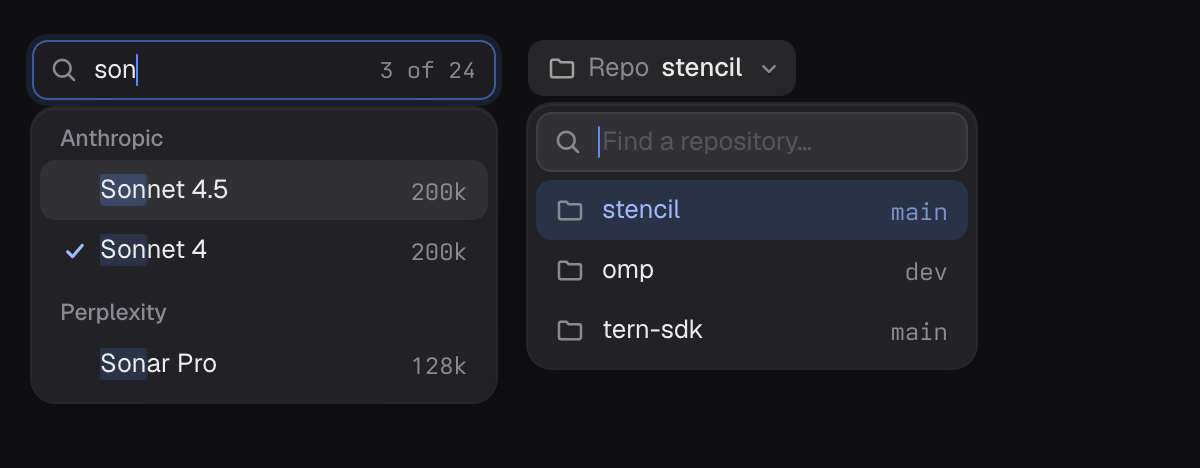 son 3 of 24
Anthropic
Sonnet 4.5 200k
Sonnet 4 200k
Perplexity
Sonar Pro 128k
Repo stencil
Find a repository...
stencil main
omp dev
tern-sdk main